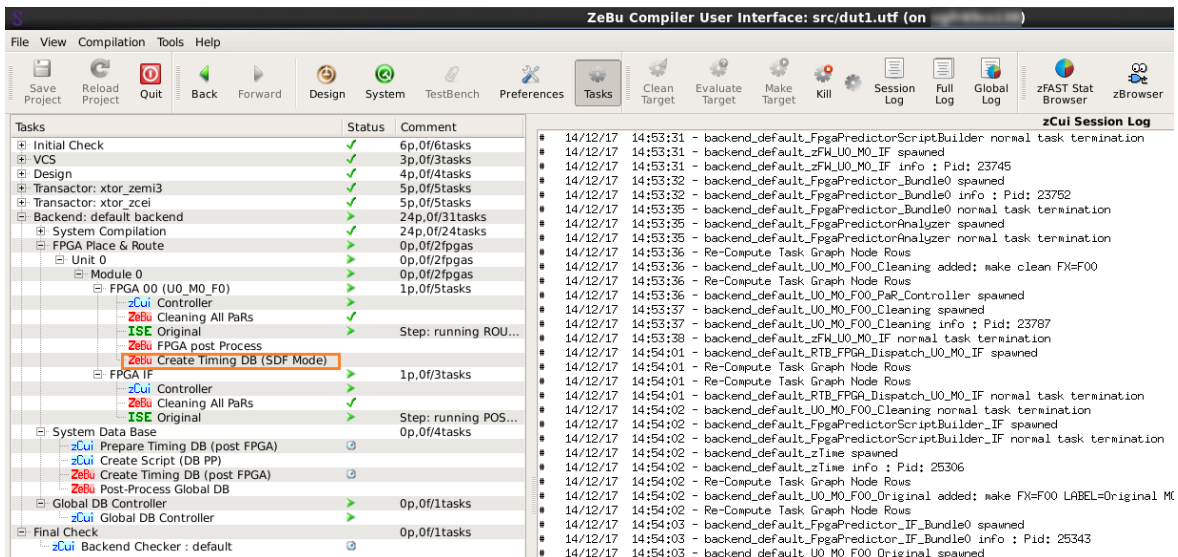 ZeBu Compiler User Interface: src/dut1.utf (on )
File View Compilation Tools Help
Save Project Reload Project Quit Back Forward Design System TestBench Preferences Tasks Clean Target Evaluate Target Make Target Kill Session Log Full Log Global Log zFAST Stat Browser zBrowser
Tasks Status Comment
Initial Check 6p,0f/6tasks
VCS 3p,0f/3tasks
Design 4p,0f/4tasks
Transactor: xtor_zemi3 5p,0f/5tasks
Transactor: xtor_zcei 5p,0f/5tasks
Backend: default backend 24p,0f/31tasks
System Compilation 24p,0f/24tasks
FPGA Place & Route 0p,0f/2fpgas
Unit 0 0p,0f/2fpgas
Module 0 0p,0f/2fpgas
FPGA 00 (U0_M0_F0) 1p,0f/5tasks
zCui Controller
ZeBu Cleaning All PaRs
ISE Original Step: running ROU...
ZeBu FPGA post Process
ZeBu Create Timing DB (SDF Mode)
FPGA IF 1p,0f/3tasks
zCui Controller
ZeBu Cleaning All PaRs
ISE Original Step: running POS...
System Data Base 0p,0f/4tasks
zCui Prepare Timing DB (post FPGA)
zCui Create Script (DB PP)
ZeBu Create Timing DB (post FPGA)
ZeBu Post-Process Global DB
Global DB Controller 0p,0f/1tasks
zCui Global DB Controller
Final Check 0p,0f/1tasks
zCui Backend Checker : default
zCui Session Log
# 14/12/17 14:53:31 - backend_default_FpgaPredictorScriptBuilder normal task termination
# 14/12/17 14:53:31 - backend_default_zFW_U0_M0_IF spawned
# 14/12/17 14:53:31 - backend_default_zFW_U0_M0_IF info : Pid: 23745
# 14/12/17 14:53:32 - backend_default_FpgaPredictor_Bundle0 spawned
# 14/12/17 14:53:32 - backend_default_FpgaPredictor_Bundle0 info : Pid: 23752
# 14/12/17 14:53:35 - backend_default_FpgaPredictor_Bundle0 normal task termination
# 14/12/17 14:53:35 - backend_default_FpgaPredictorAnalyzer spawned
# 14/12/17 14:53:35 - backend_default_FpgaPredictorAnalyzer normal task termination
# 14/12/17 14:53:36 - Re-Compute Task Graph Node Rows
# 14/12/17 14:53:36 - backend_default_U0_M0_F00_Cleaning added: make clean FX=F00
# 14/12/17 14:53:36 - Re-Compute Task Graph Node Rows
# 14/12/17 14:53:36 - backend_default_U0_M0_F00_PaR_Controller spawned
# 14/12/17 14:53:37 - backend_default_U0_M0_F00_Cleaning spawned
# 14/12/17 14:53:37 - backend_default_U0_M0_F00_Cleaning info : Pid: 23787
# 14/12/17 14:53:38 - backend_default_zFW_U0_M0_IF normal task termination
# 14/12/17 14:54:01 - backend_default_RTB_FPGA_Dispatch_U0_M0_IF spawned
# 14/12/17 14:54:01 - Re-Compute Task Graph Node Rows
# 14/12/17 14:54:01 - Re-Compute Task Graph Node Rows
# 14/12/17 14:54:01 - backend_default_RTB_FPGA_Dispatch_U0_M0_IF normal task termination
# 14/12/17 14:54:02 - backend_default_U0_M0_F00_Cleaning normal task termination
# 14/12/17 14:54:02 - backend_default_FpgaPredictorScriptBuilder_IF spawned
# 14/12/17 14:54:02 - backend_default_FpgaPredictorScriptBuilder_IF normal task termination
# 14/12/17 14:54:02 - backend_default_zTime spawned
# 14/12/17 14:54:02 - backend_default_zTime info : Pid: 25306
# 14/12/17 14:54:02 - Re-Compute Task Graph Node Rows
# 14/12/17 14:54:02 - backend_default_U0_M0_F00_Original added: make FX=F00 LABEL=Original
# 14/12/17 14:54:02 - Re-Compute Task Graph Node Rows
# 14/12/17 14:54:03 - backend_default_FpgaPredictor_IF_Bundle0 spawned
# 14/12/17 14:54:03 - backend_default_FpgaPredictor_IF_Bundle0 info : Pid: 25343
# 14/12/17 14:54:03 - backend_default_U0_M0_F00_Original spawned